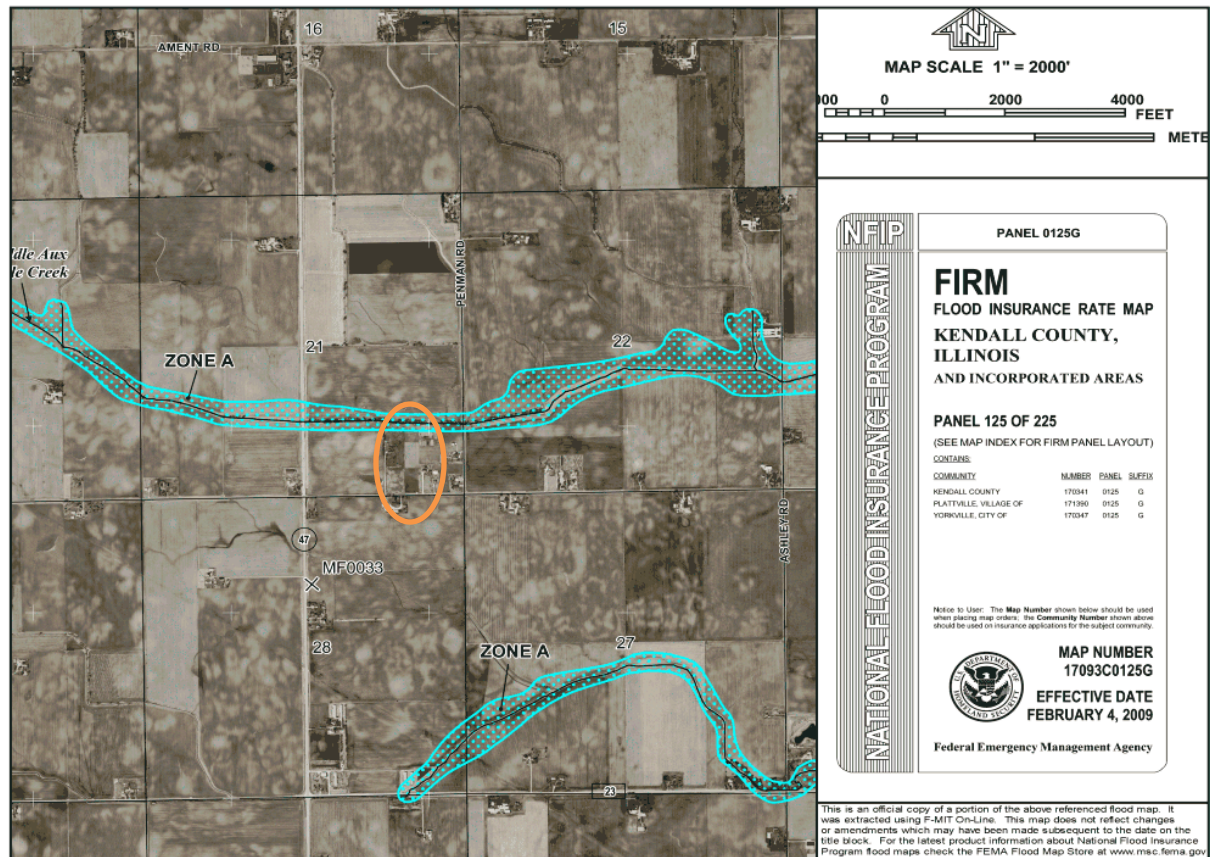 16
15
AMENT RD
PENMAN RD
dle Aux
le Creek
ZONE A
21
22
47
MF0033
ASHLEY RD
28
27
ZONE A
23
N
MAP SCALE 1" = 2000'
000 0 2000 4000
FEET
METE
NFIP
NATIONAL FLOOD INSURANCE PROGRAM
PANEL 0125G
FIRM
FLOOD INSURANCE RATE MAP
KENDALL COUNTY,
ILLINOIS
AND INCORPORATED AREAS
PANEL 125 OF 225
(SEE MAP INDEX FOR FIRM PANEL LAYOUT)
CONTAINS:
COMMUNITY NUMBER PANEL SUFFIX
KENDALL COUNTY 170341 0125 G
PLATTVILLE, VILLAGE OF 171390 0125 G
YORKVILLE, CITY OF 170347 0125 G
Notice to User: The Map Number shown below should be used
when placing map orders; the Community Number shown above
should be used on insurance applications for the subject community.
U.S. DEPARTMENT OF HOMELAND SECURITY
MAP NUMBER
17093C0125G
EFFECTIVE DATE
FEBRUARY 4, 2009
Federal Emergency Management Agency
This is an official copy of a portion of the above referenced flood map. It
was extracted using F-MIT On-Line. This map does not reflect changes
or amendments which may have been made subsequent to the date on the
title block. For the latest product information about National Flood Insurance
Program flood maps check the FEMA Flood Map Store at www.msc.fema.gov